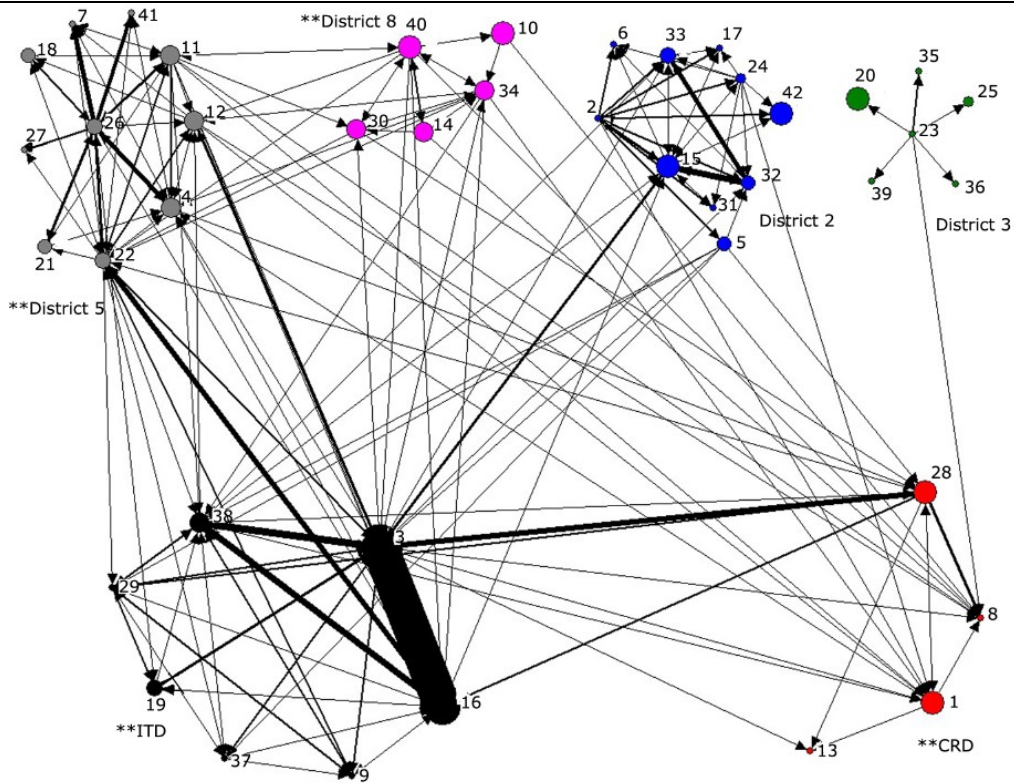 7 41 **District 8 40 10 6 33 17 35
18 11 24 20 25
34 2 42
26 12 30 14 23
27 15 32 39 36
4 31 District 2 District 3
21 22 5
**District 5
28
38 3
29 8
19 16 1
**ITD **CRD
37 9 13